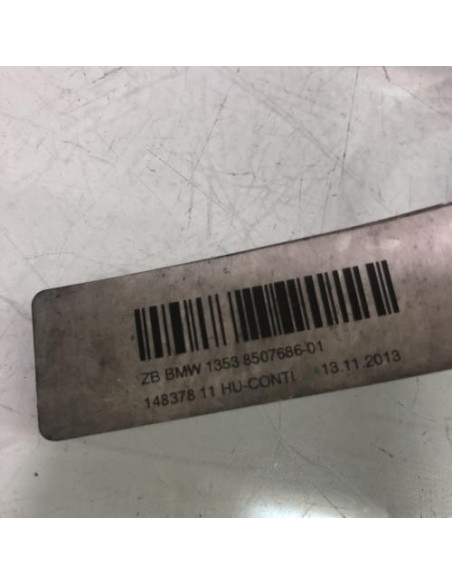 ZB BMW 1353 8507686-01
148378 11 HU-CONTI 13.11.2013